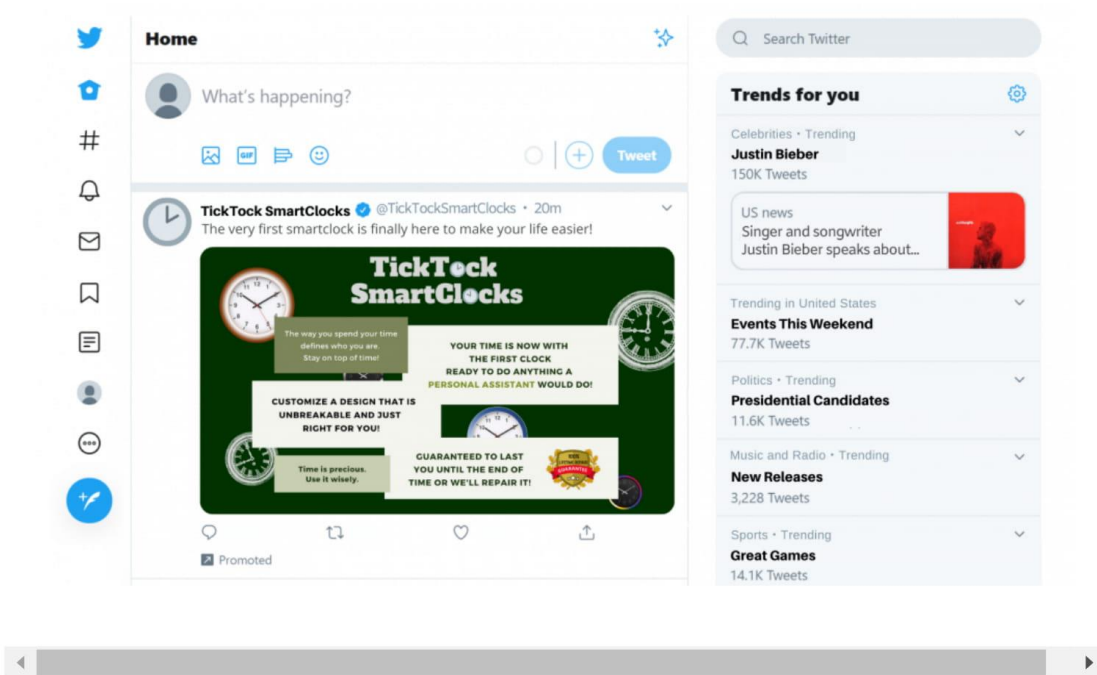 Home
What's happening?
GIF
Tweet
TickTock SmartClocks @TickTockSmartClocks · 20m
The very first smartclock is finally here to make your life easier!
TickTock
SmartClocks
The way you spend your time
defines who you are.
Stay on top of time!
YOUR TIME IS NOW WITH
THE FIRST CLOCK
READY TO DO ANYTHING A
PERSONAL ASSISTANT WOULD DO!
CUSTOMIZE A DESIGN THAT IS
UNBREAKABLE AND JUST
RIGHT FOR YOU!
GUARANTEED TO LAST
YOU UNTIL THE END OF
TIME OR WE'LL REPAIR IT!
Time is precious.
Use it wisely.
Promoted
Search Twitter
Trends for you
Celebrities · Trending
Justin Bieber
150K Tweets
US news
Singer and songwriter
Justin Bieber speaks about...
Trending in United States
Events This Weekend
77.7K Tweets
Politics · Trending
Presidential Candidates
11.6K Tweets
Music and Radio · Trending
New Releases
3,228 Tweets
Sports · Trending
Great Games
14.1K Tweets